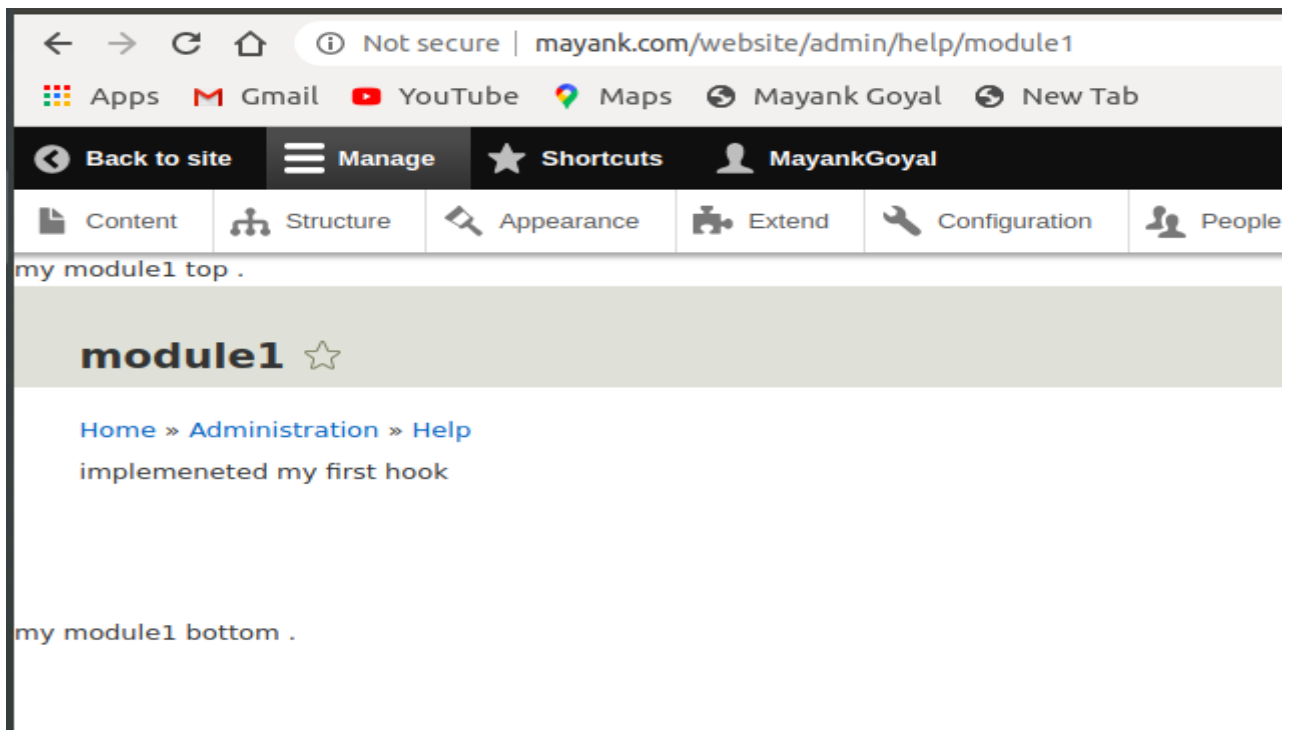 Not secure | mayank.com/website/admin/help/module1
Apps Gmail YouTube Maps Mayank Goyal New Tab
Back to site Manage Shortcuts MayankGoyal
Content Structure Appearance Extend Configuration People
my module1 top .
module1
Home » Administration » Help
implemeneted my first hook
my module1 bottom .